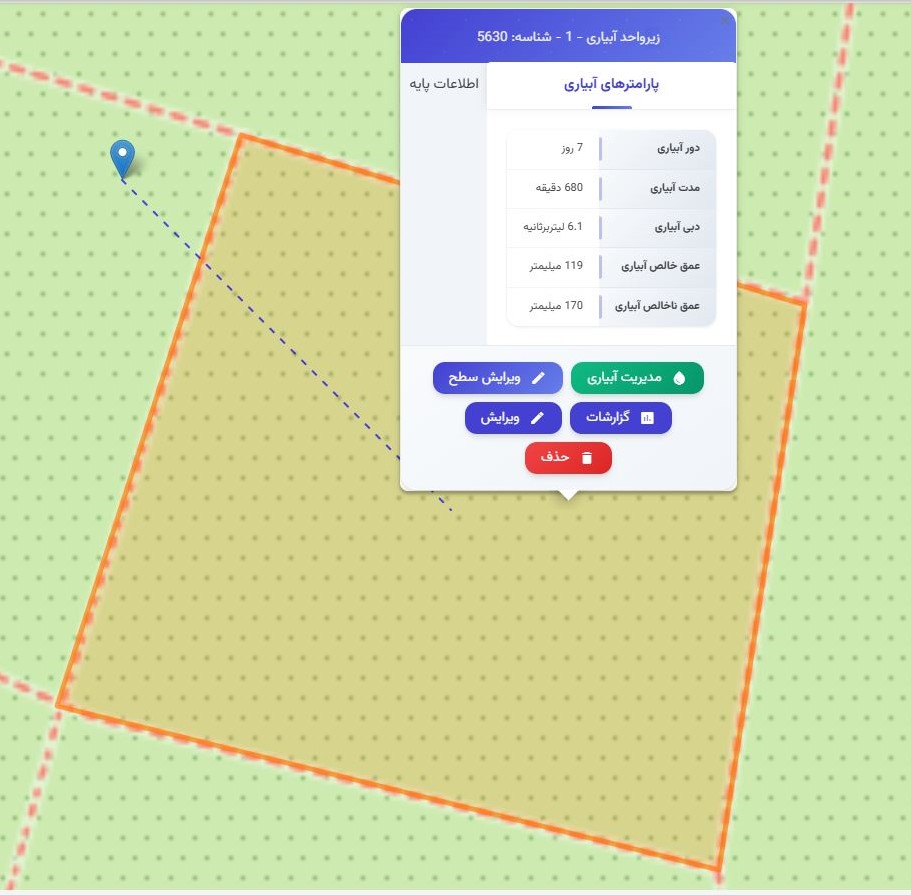 زیرواحد آبیاری - 1 - شناسه: 5630
پارامترهای آبیاری
اطلاعات پایه
دور آبیاری 7 روز
مدت آبیاری 680 دقیقه
دبی آبیاری 6.1 لیتربرثانیه
عمق خالص آبیاری 119 میلیمتر
عمق ناخالص آبیاری 170 میلیمتر
مدیریت آبیاری ویرایش سطح
گزارشات ویرایش
حذف